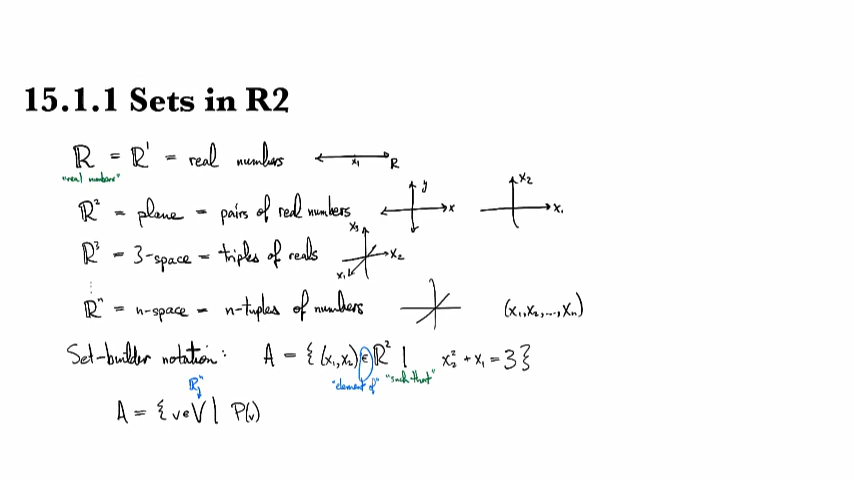 15.1.1 Sets in R2
ℝ = ℝ¹ = real numbers x₁ R
"real numbers"
ℝ² = plane = pairs of real numbers y x x₂ x₁
ℝ³ = 3-space = triples of reals x₃ x₂ x₁
⋮
ℝⁿ = n-space = n-tuples of numbers (x₁,x₂,...,xₙ)
Set-builder notation: A = { (x₁,x₂) ∈ ℝ² | x₂² + x₁ = 3 }
"element of" "such that"
ℝⁿ
A = { v ∈ V | P(v)